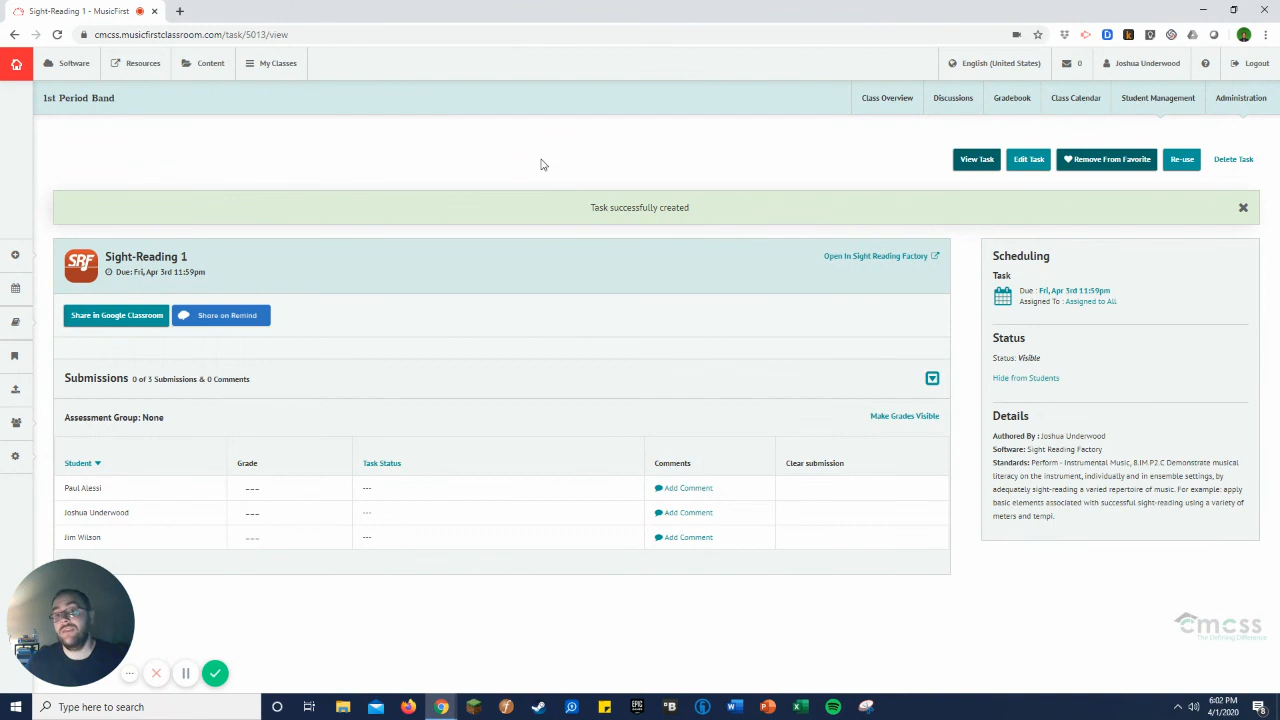 Sight-Reading 1 - MusicFirst
cmcss.musicfirstclassroom.com/task/5013/view
Software
Resources
Content
My Classes
English (United States)
0
Joshua Underwood
Logout
1st Period Band
Class Overview
Discussions
Gradebook
Class Calendar
Student Management
Administration
View Task
Edit Task
Remove From Favorite
Re-use
Delete Task
Task successfully created
SRF
Sight-Reading 1
Due: Fri, Apr 3rd 11:59pm
Open In Sight Reading Factory
Share in Google Classroom
Share on Remind
Submissions 0 of 3 Submissions & 0 Comments
Assessment Group: None
Make Grades Visible
Student
Grade
Task Status
Comments
Clear submission
Paul Alessi
---
---
Add Comment
Joshua Underwood
---
---
Add Comment
Jim Wilson
---
---
Add Comment
Scheduling
Task
Due : Fri, Apr 3rd 11:59pm
Assigned To : Assigned to All
Status
Status: Visible
Hide from Students
Details
Authored By : Joshua Underwood
Software: Sight Reading Factory
Standards: Perform - Instrumental Music, 8.IM.P2.C Demonstrate musical
literacy on the instrument, individually and in ensemble settings, by
adequately sight-reading a varied repertoire of music. For example: apply
basic elements associated with successful sight-reading using a variety of
meters and tempi.
cmcss
The Defining Difference
Type here to search
6:02 PM
4/1/2020